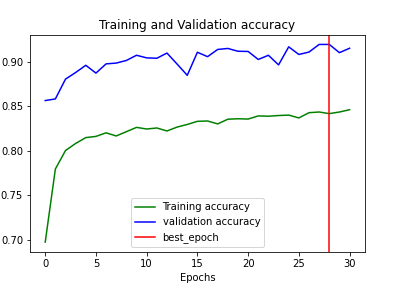 Training and Validation accuracy
0.90
0.85
0.80
0.75
0.70
Training accuracy
validation accuracy
best_epoch
0 5 10 15 20 25 30
Epochs